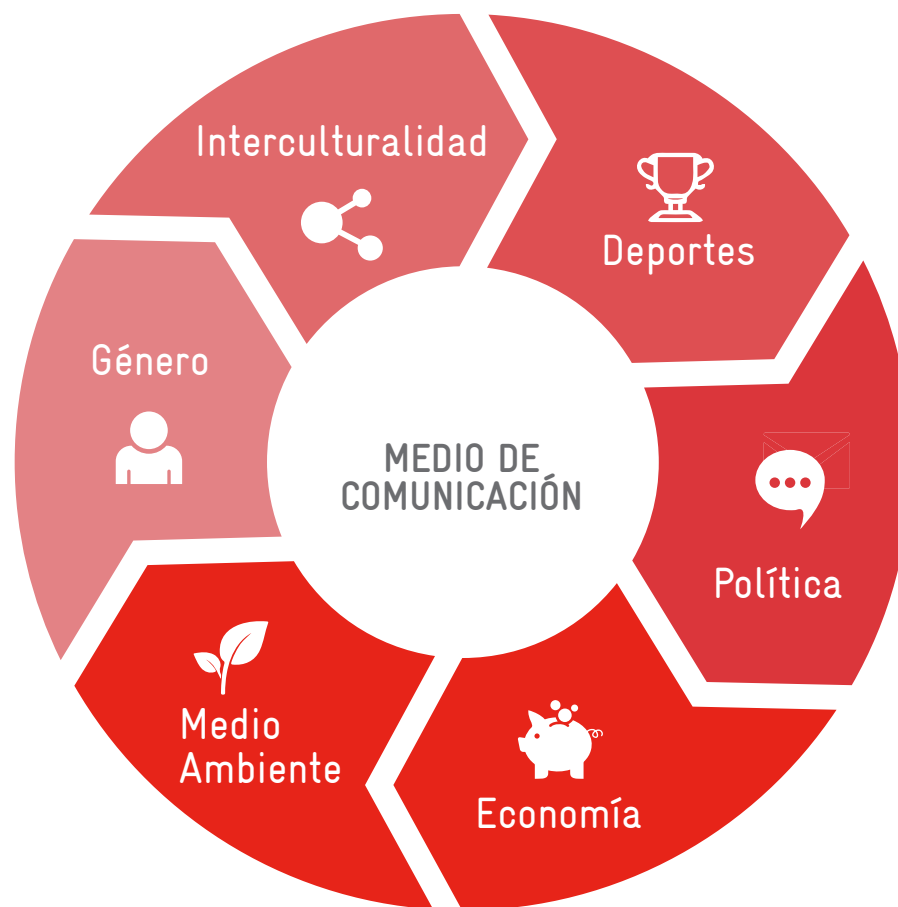 Interculturalidad
Deportes
Género
MEDIO DE
COMUNICACIÓN
Política
Medio
Ambiente
Economía